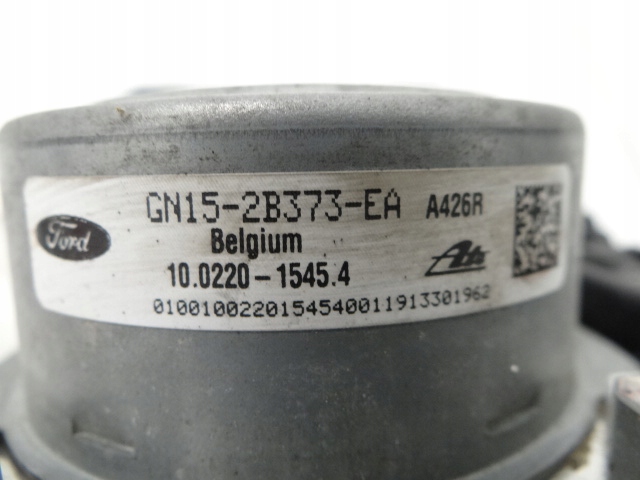 GN15-2B373-EA A426R
Ford
Belgium
10.0220-1545.4 Ate
0100100220154540011913301962